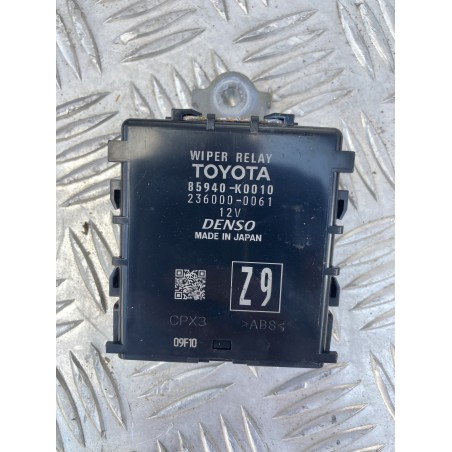 WIPER RELAY
TOYOTA
85940-K0010
236000-0061
12V
DENSO
MADE IN JAPAN
Z9
CPX3 >ABS<
09F10